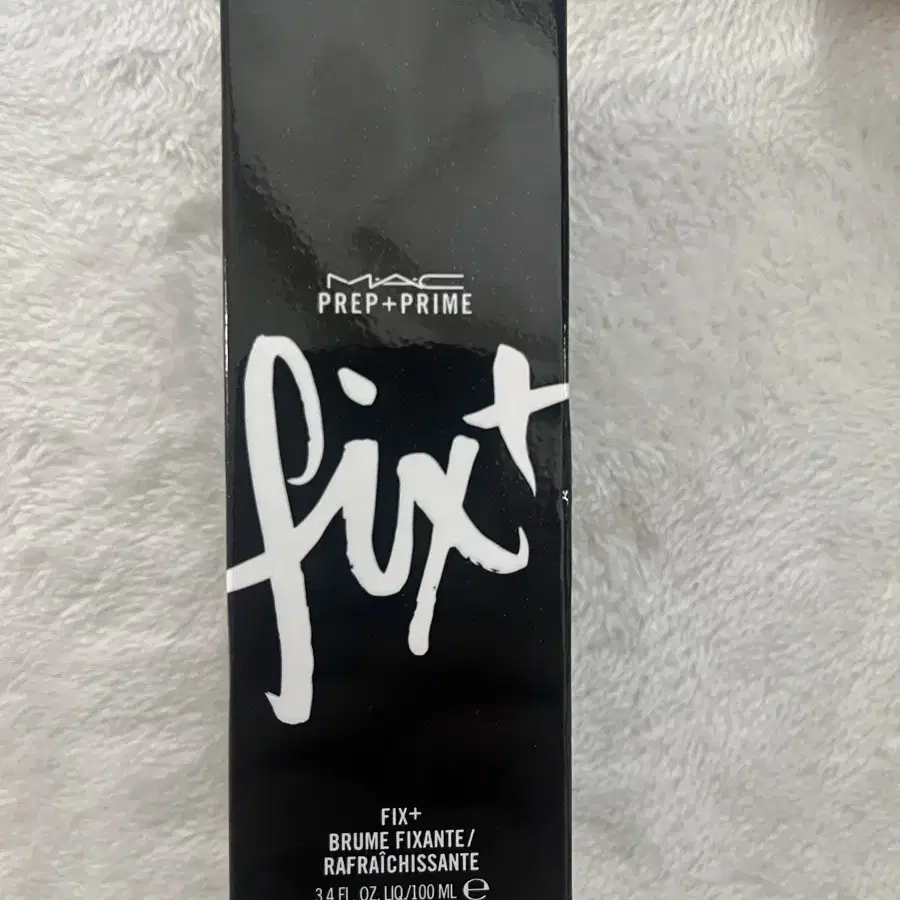 M·A·C
PREP+PRIME
fix+
FIX+
BRUME FIXANTE/
RAFRAÎCHISSANTE
3.4 FL. OZ. LIQ./100 ML ℮